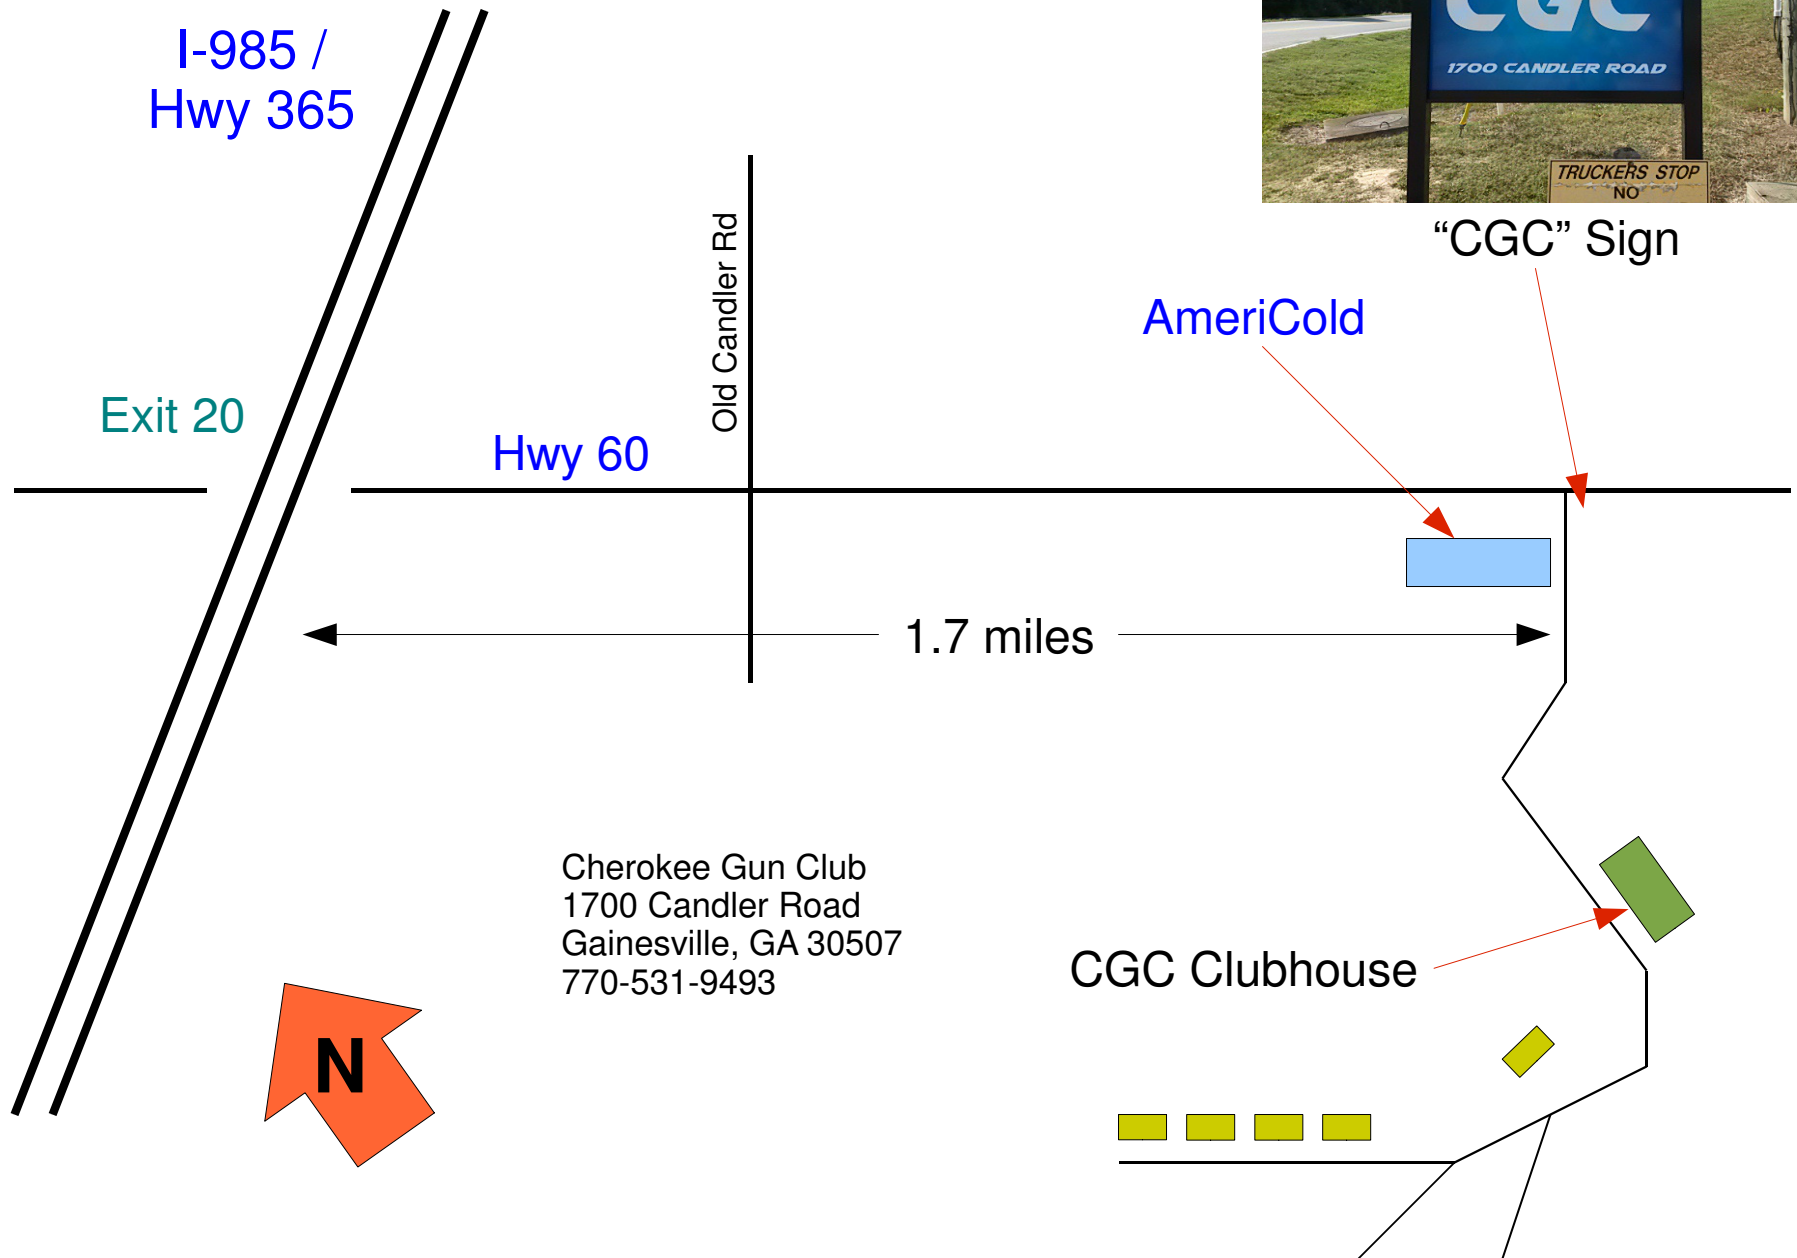 CGC
1700 CANDLER ROAD
TRUCKERS STOP
NO
“CGC” Sign
I-985 /
Hwy 365
Old Candler Rd
AmeriCold
Exit 20
Hwy 60
1.7 miles
Cherokee Gun Club
1700 Candler Road
Gainesville, GA 30507
770-531-9493
CGC Clubhouse
N